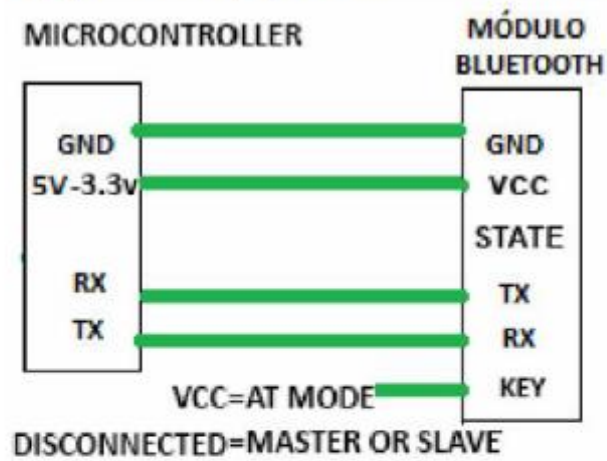 MICROCONTROLLER
MÓDULO
BLUETOOTH
GND
5V-3.3v
RX
TX
GND
VCC
STATE
TX
RX
KEY
VCC=AT MODE
DISCONNECTED=MASTER OR SLAVE